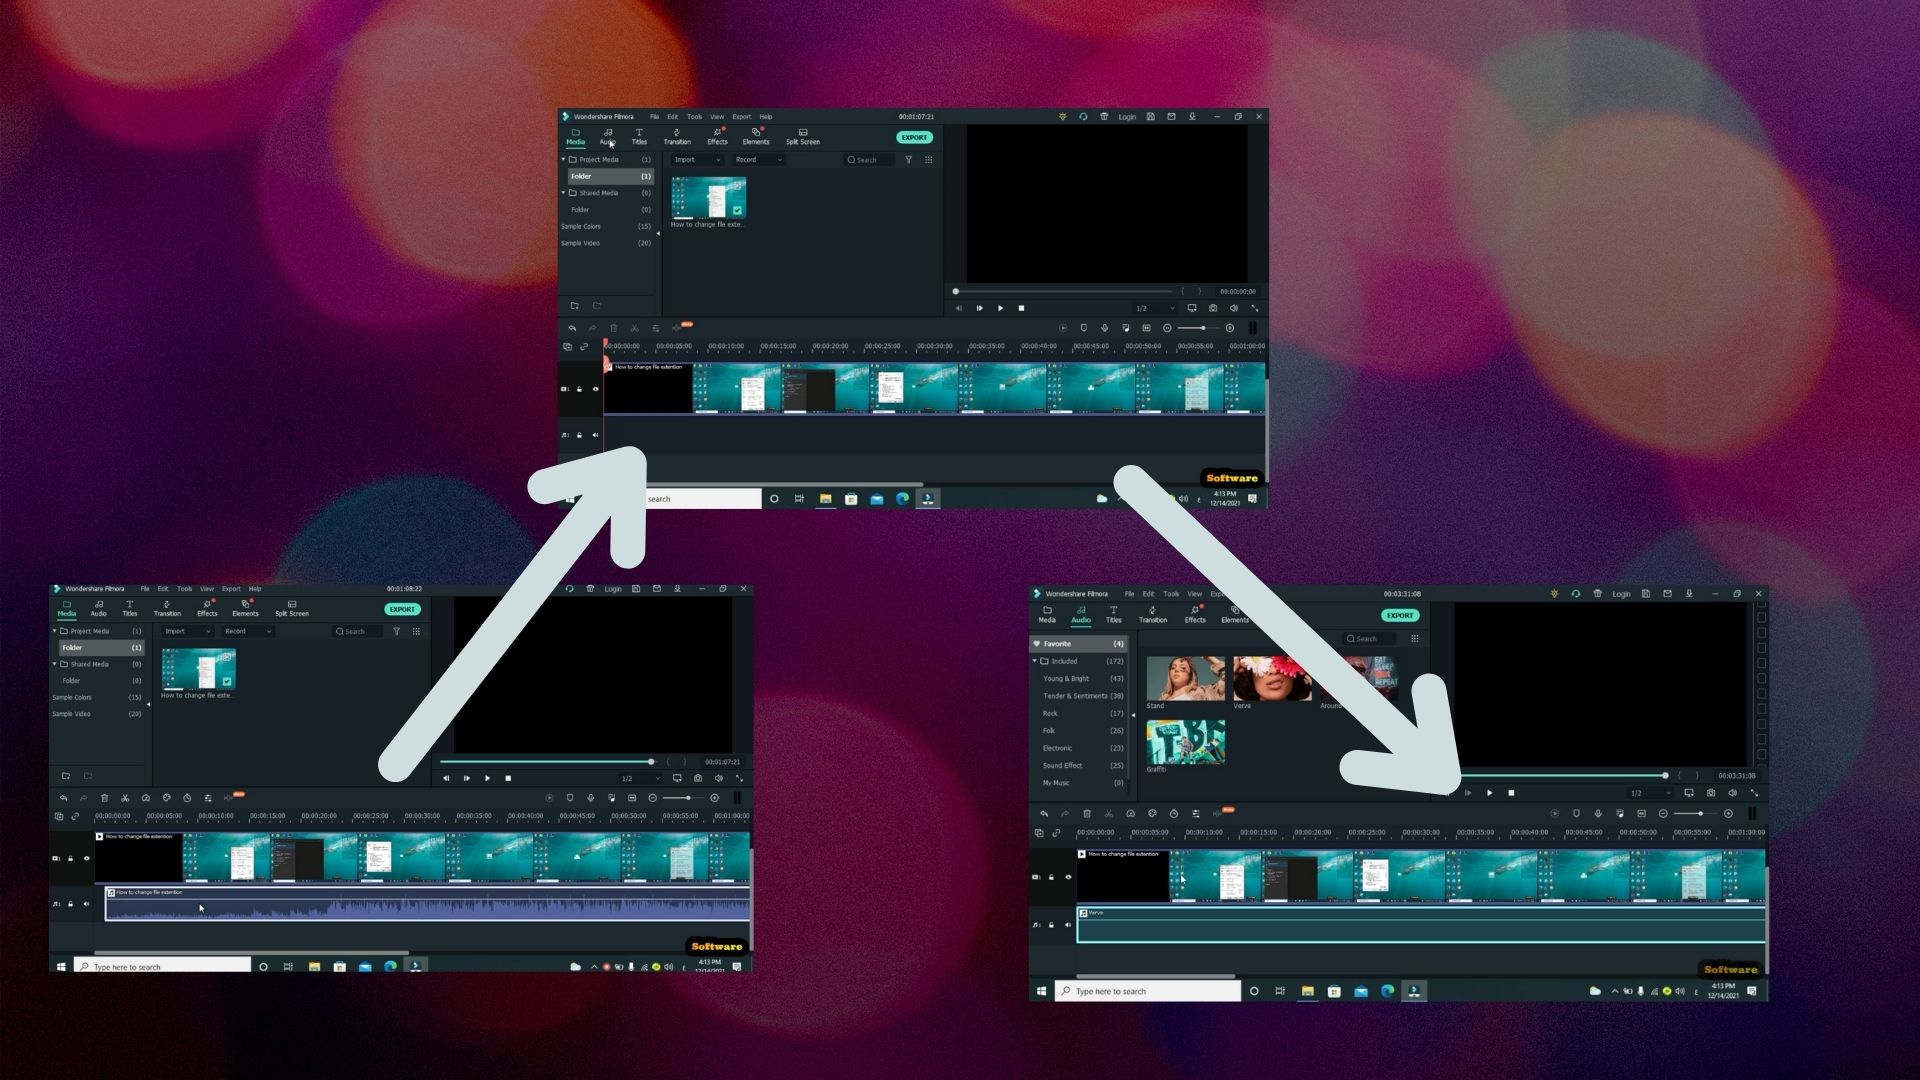 Wondershare Filmora File Edit Tools View Export Help 00:01:07:21 Login
Media Audio Titles Transition Effects Elements Split Screen EXPORT
Project Media (1) Import Record Search
Folder (1)
Shared Media (0)
Folder (0)
Sample Colors (15)
Sample Video (20)
How to change file exte...
00:00:00:00
1/2
00:00:00:00 00:00:05:00 00:00:10:00 00:00:15:00 00:00:20:00 00:00:25:00 00:00:30:00 00:00:35:00 00:00:40:00 00:00:45:00 00:00:50:00 00:00:55:00 00:01:00:00
How to change file extention
Software
search
4:13 PM
12/14/2021
Wondershare Filmora File Edit Tools View Export Help 00:01:08:22 Login
Media Audio Titles Transition Effects Elements Split Screen EXPORT
Project Media (1) Import Record Search
Folder (1)
Shared Media (0)
Folder (0)
Sample Colors (15)
Sample Video (20)
How to change file exte...
00:01:07:21
1/2
00:00:00:00 00:00:05:00 00:00:10:00 00:00:15:00 00:00:20:00 00:00:25:00 00:00:30:00 00:00:35:00 00:00:40:00 00:00:45:00 00:00:50:00 00:00:55:00 00:01:00:00
How to change file extention
How to change file extention
Software
Type here to search
4:13 PM
12/14/2021
Wondershare Filmora File Edit Tools View 00:03:31:08 Login
Media Audio Titles Transition Effects Elements EXPORT
Favorite (4) Search
Included (172)
Young & Bright (43)
Tender & Sentimenta (38)
Rock (17)
Folk (26)
Electronic (23)
Sound Effect (25)
My Music (0)
Stand Verve Around
EAT
SLEEP
REPEAT
Graffiti
00:03:31:08
1/2
00:00:00:00 00:00:05:00 00:00:10:00 00:00:15:00 00:00:20:00 00:00:25:00 00:00:30:00 00:00:35:00 00:00:40:00 00:00:45:00 00:00:50:00 00:00:55:00 00:01:00:00
How to change file extention
Verve
Software
Type here to search
4:13 PM
12/14/2021